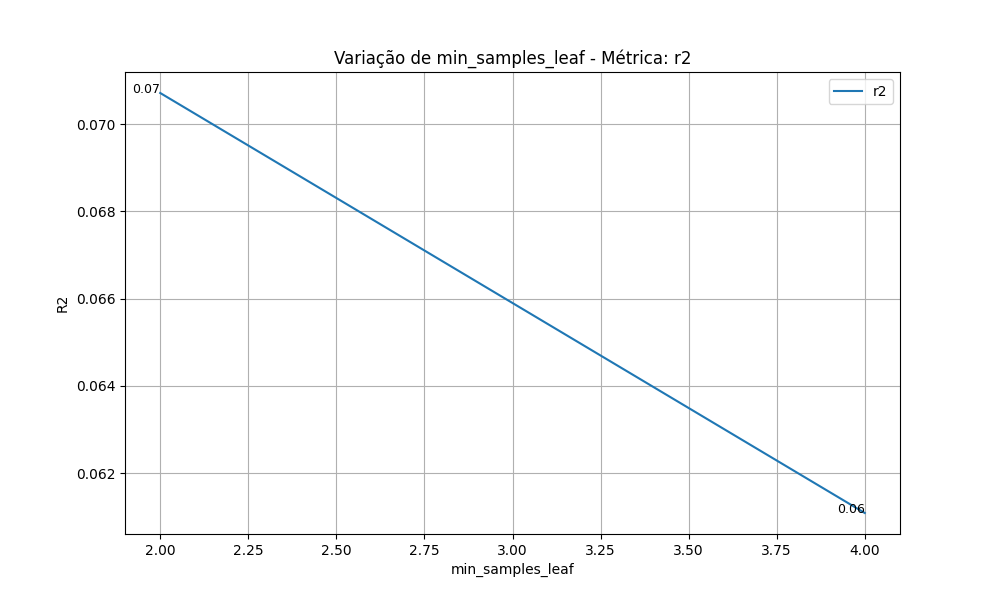 Variação de min_samples_leaf - Métrica: r2
r2
0.07
0.06
R2
0.070
0.068
0.066
0.064
0.062
2.00 2.25 2.50 2.75 3.00 3.25 3.50 3.75 4.00
min_samples_leaf